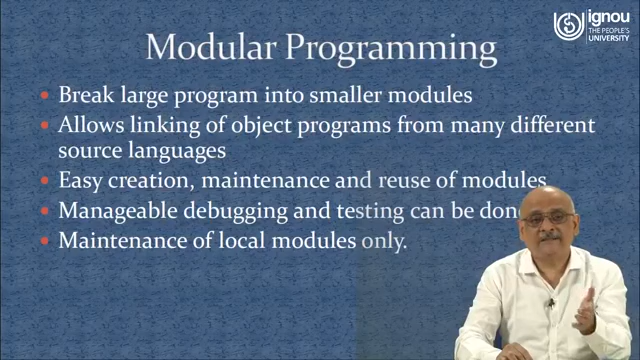 ignou
THE PEOPLE'S
UNIVERSITY
Modular Programming
Break large program into smaller modules
Allows linking of object programs from many different
source languages
Easy creation, maintenance and reuse of modules
Manageable debugging and testing can be done
Maintenance of local modules only.